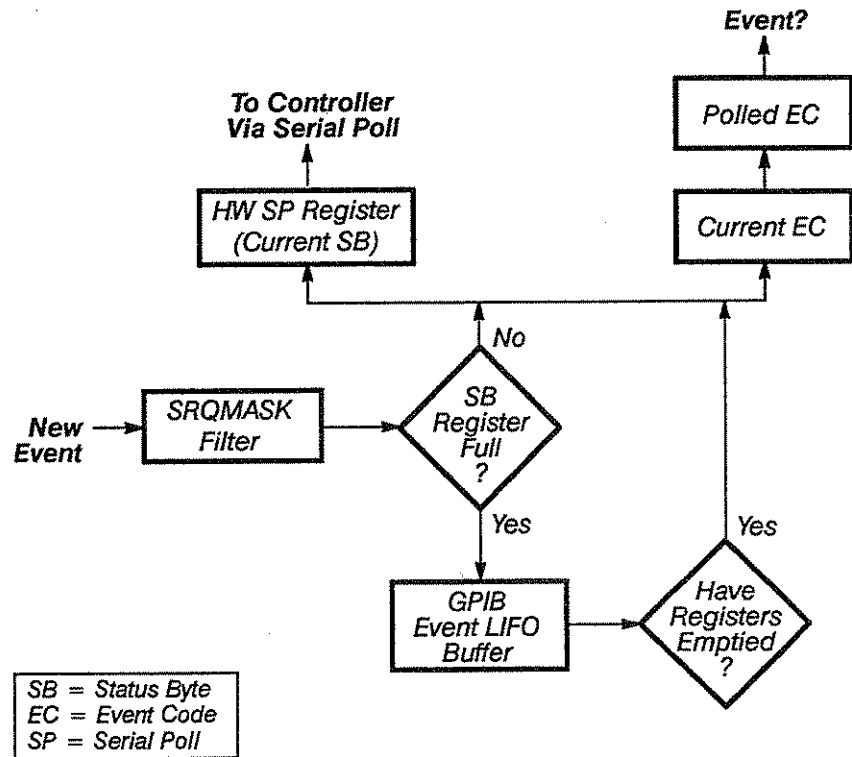 Event?
Polled EC
To Controller
Via Serial Poll
HW SP Register
(Current SB)
Current EC
No
New
Event
SRQMASK
Filter
SB
Register
Full
?
Yes
Yes
GPIB
Event LIFO
Buffer
Have
Registers
Emptied
?
SB = Status Byte
EC = Event Code
SP = Serial Poll